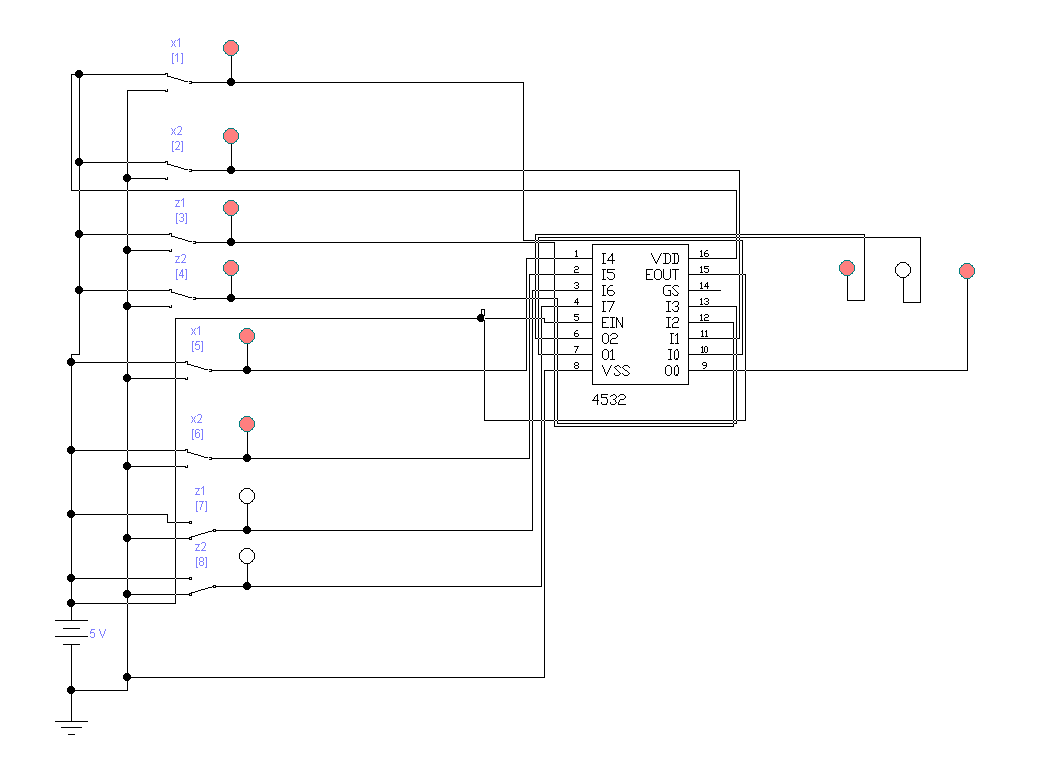 x1
[1]
x2
[2]
z1
[3]
z2
[4]
x1
[5]
x2
[6]
z1
[7]
z2
[8]
5 V
1 I4 VDD 16
2 I5 EOUT 15
3 I6 GS 14
4 I7 I3 13
5 EIN I2 12
6 O2 I1 11
7 O1 I0 10
8 VSS O0 9
4532